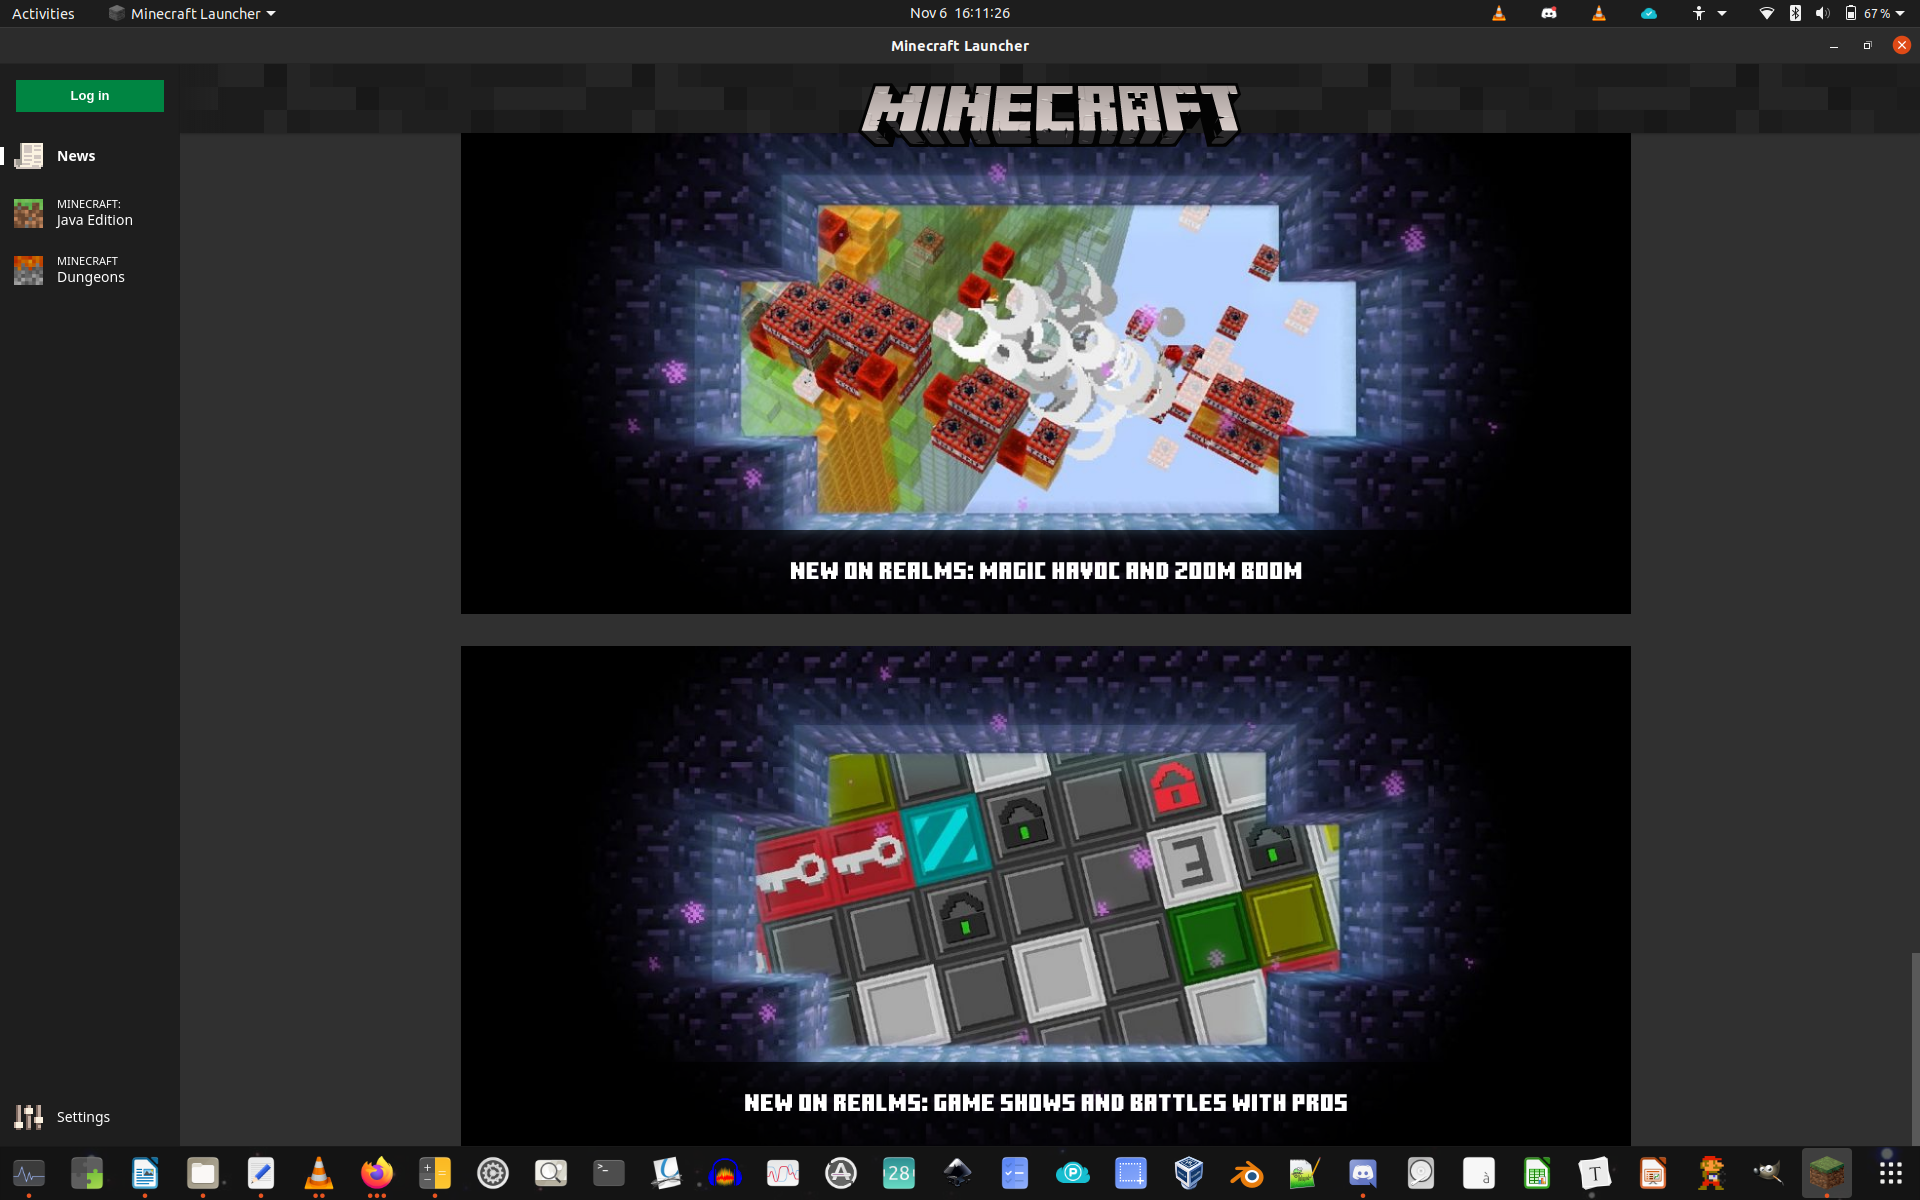 Activities
Minecraft Launcher
Nov 6 16:11:26
67 %
Minecraft Launcher
Log in
MINECRAFT
News
MINECRAFT:
Java Edition
MINECRAFT
Dungeons
NEW ON REALMS: MAGIC HAVOC AND ZOOM BOOM
3
NEW ON REALMS: GAME SHOWS AND BATTLES WITH PROS
Settings
28
T
à